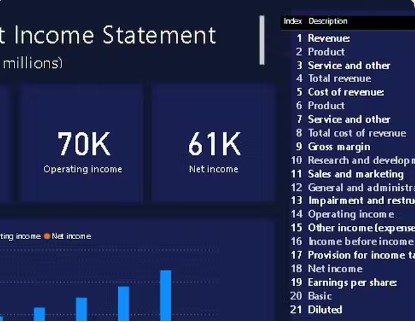 t Income Statement
millions)
70K
Operating income
61K
Net income
ting income Net income
Index Description
1 Revenue:
2 Product
3 Service and other
4 Total revenue
5 Cost of revenue:
6 Product
7 Service and other
8 Total cost of revenue
9 Gross margin
10 Research and developm
11 Sales and marketing
12 General and administra
13 Impairment and restru
14 Operating income
15 Other income (expense
16 Income before income
17 Provision for income ta
18 Net income
19 Earnings per share:
20 Basic
21 Diluted